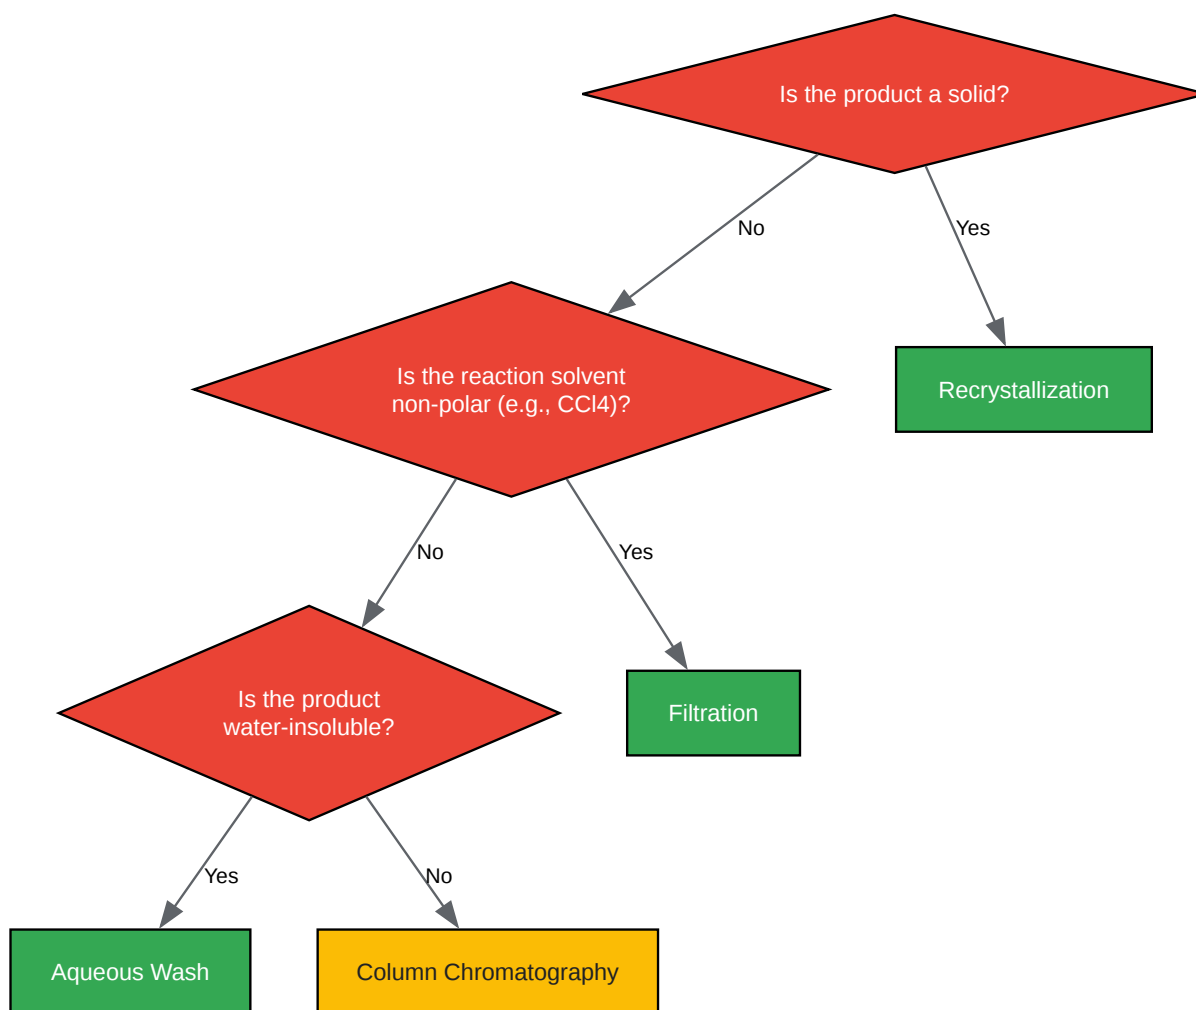 Is the product a solid?
No
Yes
Is the reaction solvent
non-polar (e.g., CCl4)?
Recrystallization
No
Yes
Is the product
water-insoluble?
Filtration
Yes
No
Aqueous Wash
Column Chromatography